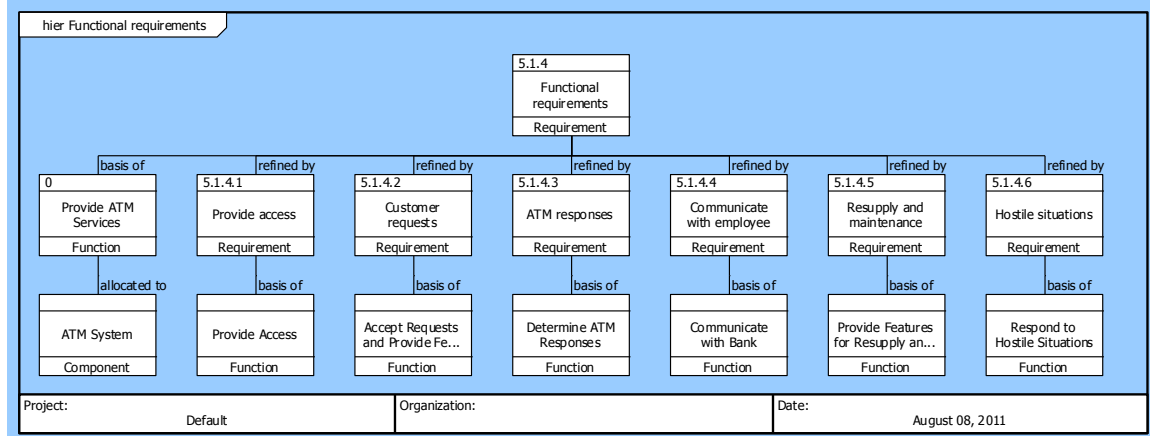 hier Functional requirements
5.1.4
Functional
requirements
Requirement
basis of
refined by
refined by
refined by
refined by
refined by
refined by
0
Provide ATM
Services
Function
5.1.4.1
Provide access
Requirement
5.1.4.2
Customer
requests
Requirement
5.1.4.3
ATM responses
Requirement
5.1.4.4
Communicate
with employee
Requirement
5.1.4.5
Resupply and
maintenance
Requirement
5.1.4.6
Hostile situations
Requirement
allocated to
basis of
basis of
basis of
basis of
basis of
basis of
ATM System
Component
Provide Access
Function
Accept Requests
and Provide Fe...
Function
Determine ATM
Responses
Function
Communicate
with Bank
Function
Provide Features
for Resupply an...
Function
Respond to
Hostile Situations
Function
Project:
Default
Organization:
Date:
August 08, 2011